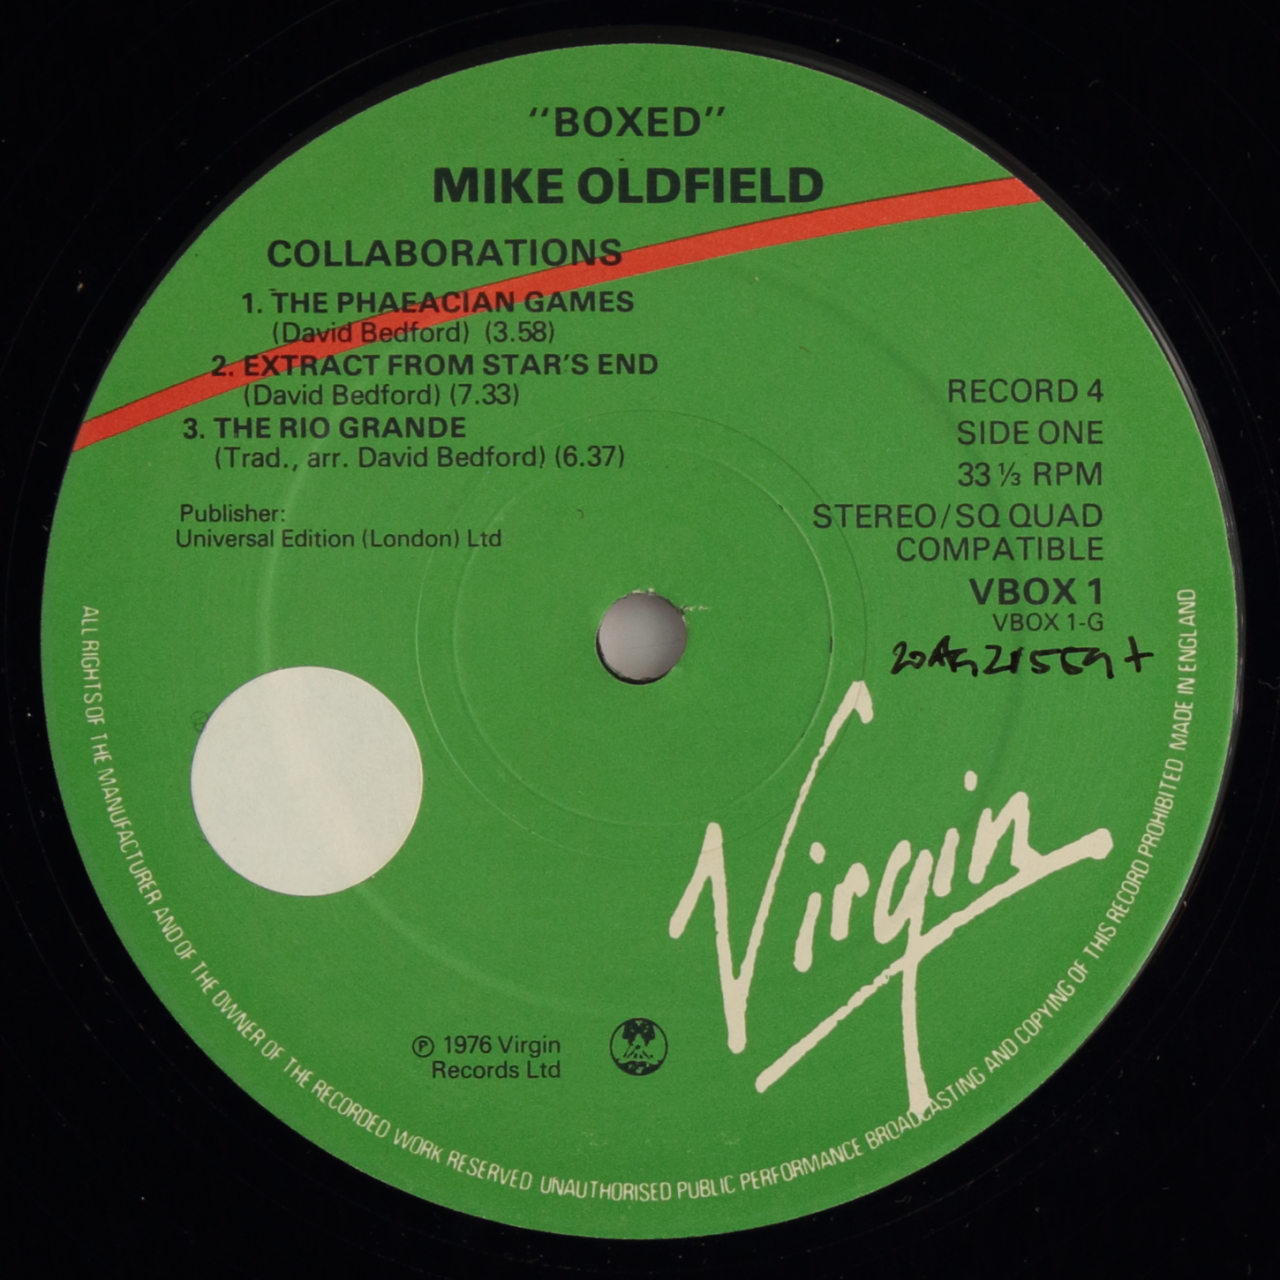 "BOXED"
MIKE OLDFIELD
COLLABORATIONS
1. THE PHAEACIAN GAMES
(David Bedford) (3.58)
2. EXTRACT FROM STAR'S END
(David Bedford) (7.33)
3. THE RIO GRANDE
(Trad., arr. David Bedford) (6.37)
Publisher:
Universal Edition (London) Ltd
RECORD 4
SIDE ONE
33 ⅓ RPM
STEREO/SQ QUAD
COMPATIBLE
VBOX 1
VBOX 1-G
Virgin
℗ 1976 Virgin
Records Ltd
ALL RIGHTS OF THE MANUFACTURER AND OF THE OWNER OF THE RECORDED WORK RESERVED UNAUTHORISED PUBLIC PERFORMANCE BROADCASTING AND COPYING OF THIS RECORD PROHIBITED MADE IN ENGLAND